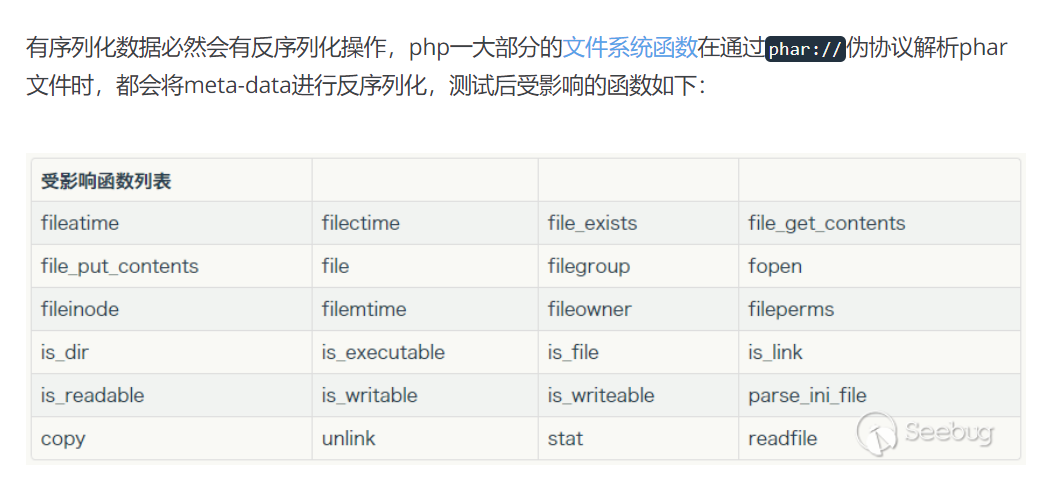 有序列化数据必然会有反序列化操作，php一大部分的文件系统函数在通过phar://伪协议解析phar
文件时，都会将meta-data进行反序列化，测试后受影响的函数如下：
受影响函数列表
fileatime filectime file_exists file_get_contents
file_put_contents file filegroup fopen
fileinode filemtime fileowner fileperms
is_dir is_executable is_file is_link
is_readable is_writable is_writeable parse_ini_file
copy unlink stat readfile
Seebug